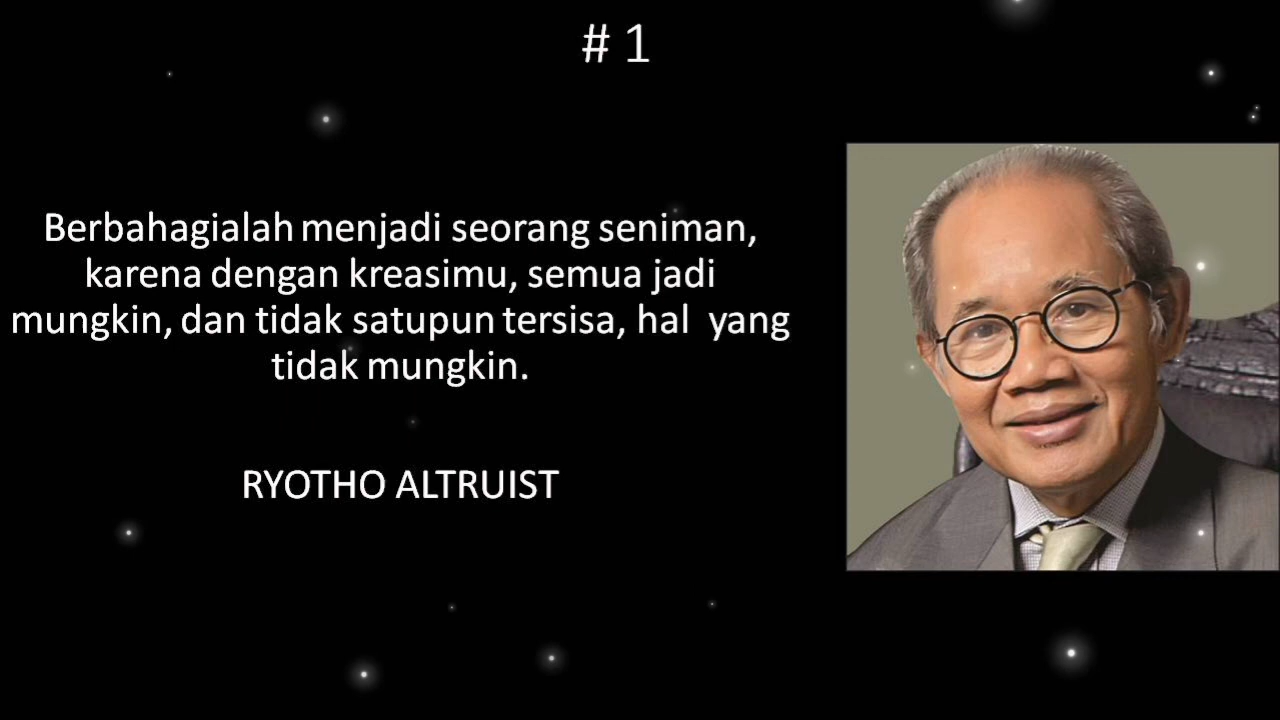 # 1
Berbahagialah menjadi seorang seniman,
karena dengan kreasimu, semua jadi
mungkin, dan tidak satupun tersisa, hal  yang
tidak mungkin.
RYOTHO ALTRUIST